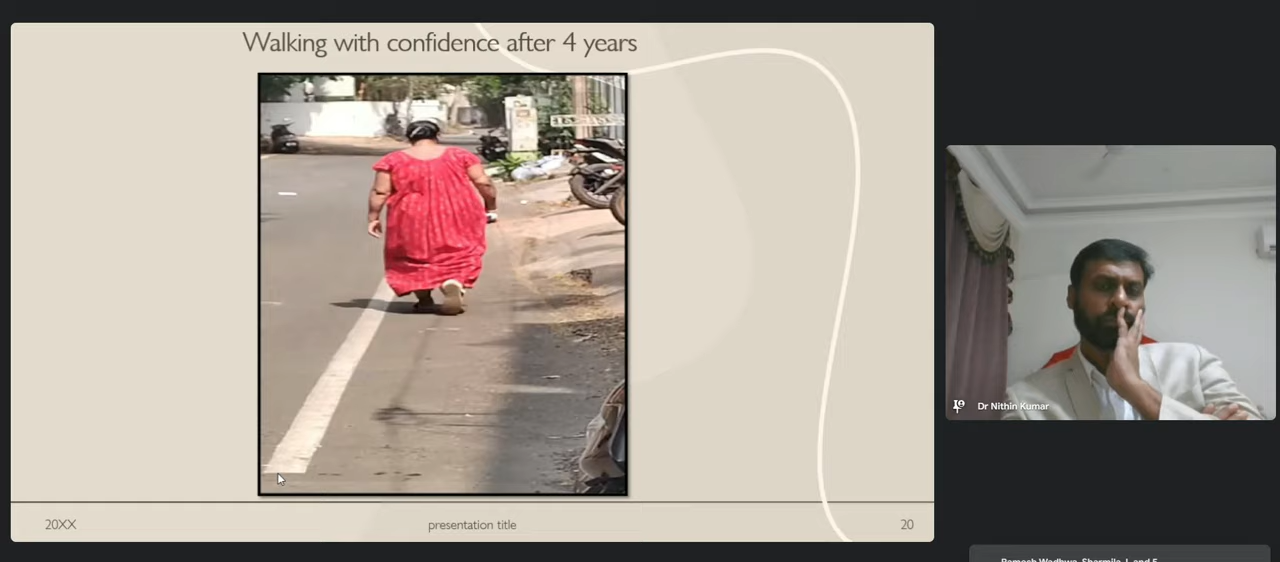 Walking with confidence after 4 years
20XX
presentation title
20
Dr Nithin Kumar